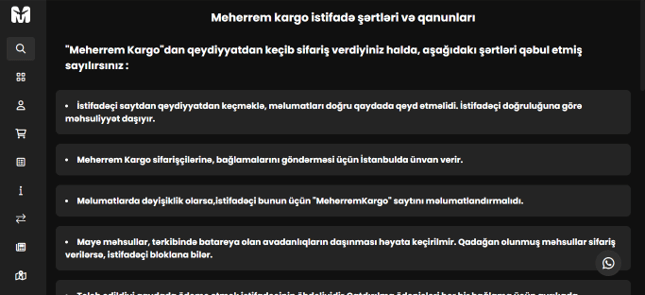 Meherrem kargo istifadə şərtləri və qanunları
"Meherrem Kargo"dan qeydiyyatdan keçib sifariş verdiyiniz halda, aşağıdakı şərtləri qəbul etmiş
sayılırsınız :
• İstifadəçi saytdan qeydiyyatdan keçməklə, məlumatları doğru qaydada qeyd etməlidi. İstifadəçi doğruluğuna görə
məhsuliyyət daşıyır.
• Meherrem Kargo sifarişçilərinə, bağlamalarını göndərməsi üçün İstanbulda ünvan verir.
• Məlumatlarda dəyişiklik olarsa,istifadəçi bunun üçün "MeherremKargo" saytını məlumatlandırmalıdı.
• Maye məhsullar, tərkibində batareya olan avadanlıqların daşınması həyata keçirilmir. Qadağan olunmuş məhsullar sifariş
verilərsə, istifadəçi bloklana bilər.